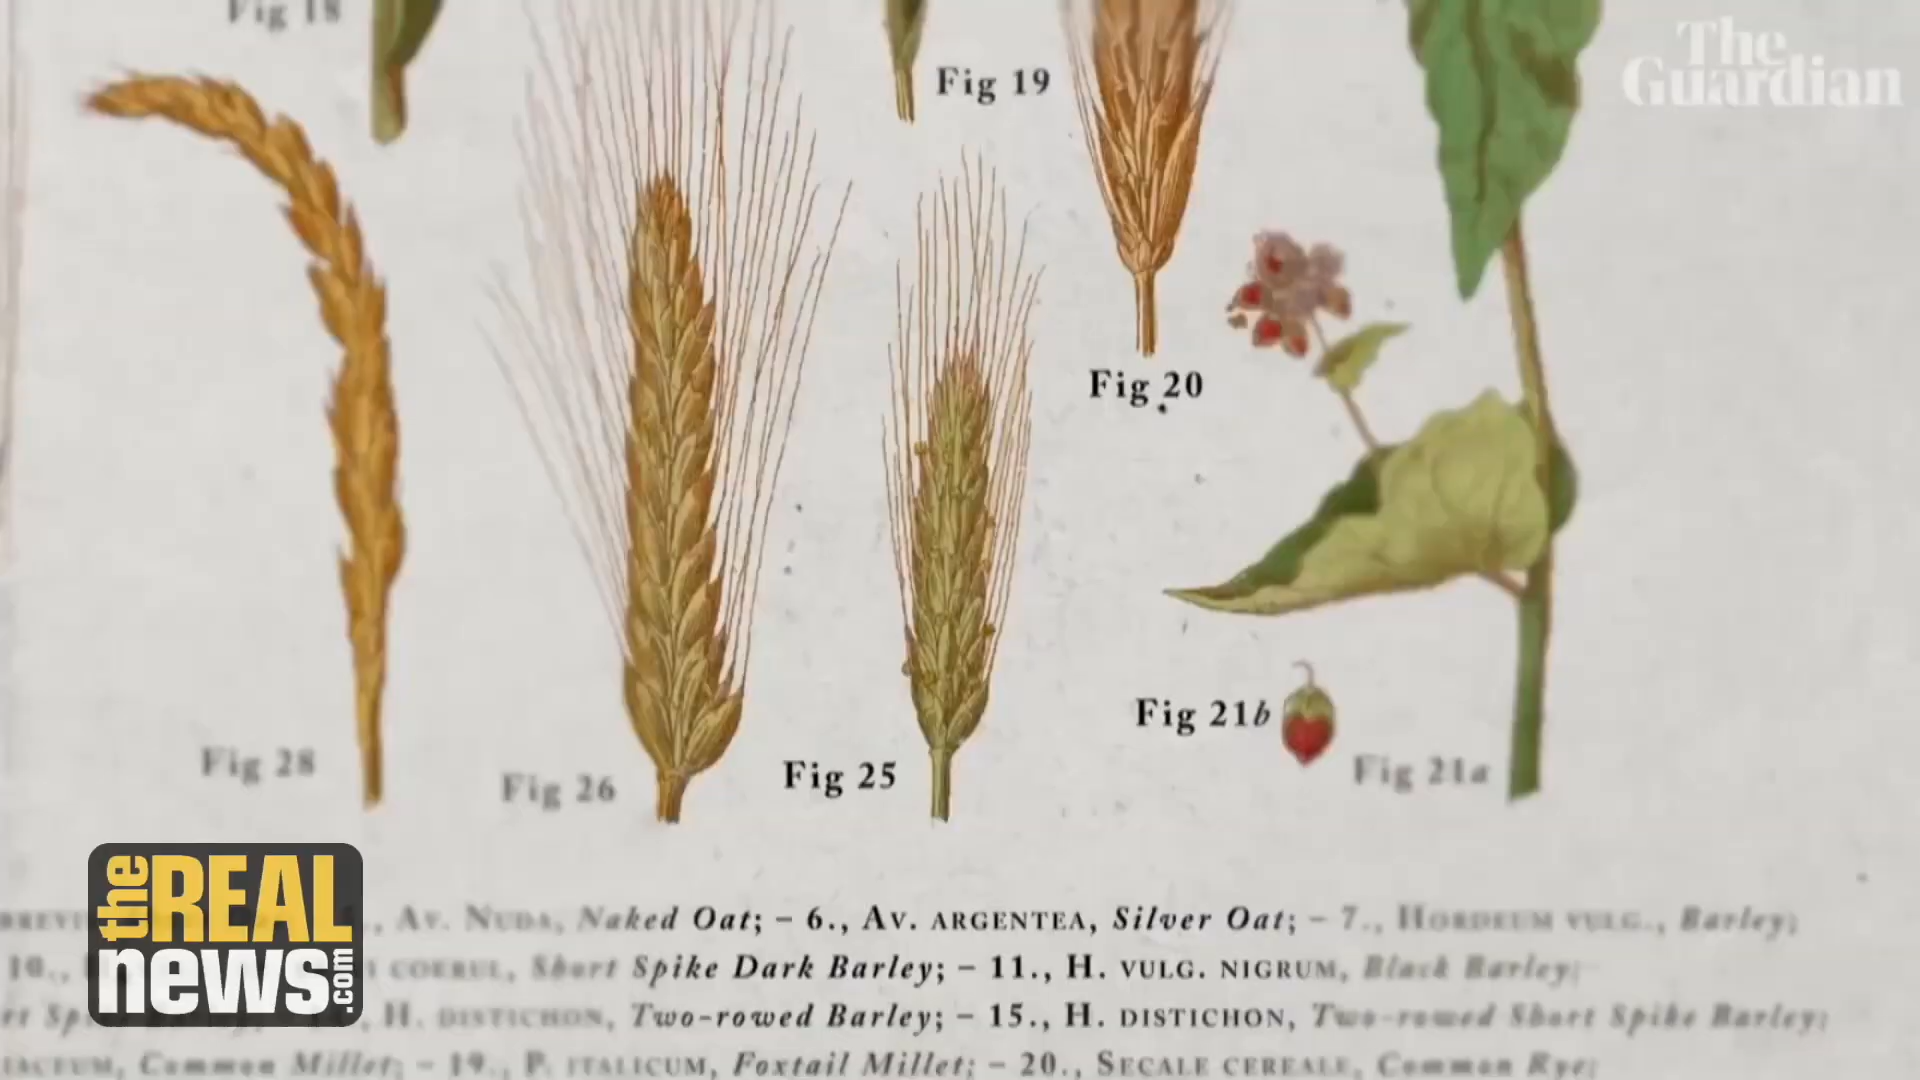 Fig 18
The
Guardian
Fig 19
Fig 20
Fig 21b
Fig 21a
Fig 28
Fig 26
Fig 25
the REAL
news.com
., Av. Nuda, Naked Oat; – 6., Av. argentea, Silver Oat; – 7., Hordeum vulg., Barley;
10., coerul, Short Spike Dark Barley; – 11., H. vulg. nigrum, Black Barley;
H. distichon, Two-rowed Barley; – 15., H. distichon, Two-rowed Short Spike Barley;
Common Millet; – 19., P. italicum, Foxtail Millet; – 20., Secale cereale, Common Rye;